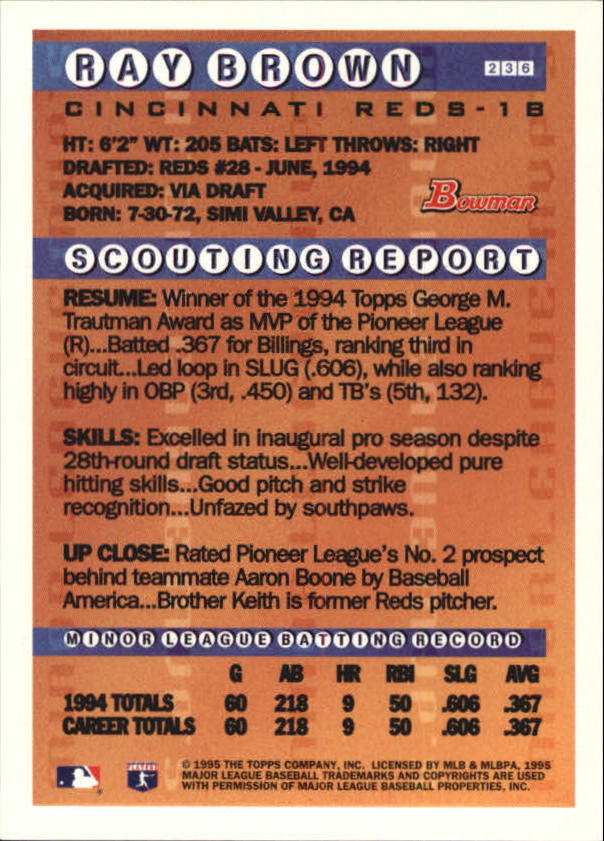 RAY BROWN
236
CINCINNATI REDS-1B
HT: 6'2" WT: 205 BATS: LEFT THROWS: RIGHT
DRAFTED: REDS #28 - JUNE, 1994
ACQUIRED: VIA DRAFT
BORN: 7-30-72, SIMI VALLEY, CA
Bowman
SCOUTING REPORT
RESUME: Winner of the 1994 Topps George M.
Trautman Award as MVP of the Pioneer League
(R)...Batted .367 for Billings, ranking third in
circuit...Led loop in SLUG (.606), while also ranking
highly in OBP (3rd, .450) and TB's (5th, 132).
SKILLS: Excelled in inaugural pro season despite
28th-round draft status...Well-developed pure
hitting skills...Good pitch and strike
recognition...Unfazed by southpaws.
UP CLOSE: Rated Pioneer League's No. 2 prospect
behind teammate Aaron Boone by Baseball
America...Brother Keith is former Reds pitcher.
MINOR LEAGUE BATTING RECORD
G AB HR RBI SLG AVG
1994 TOTALS 60 218 9 50 .606 .367
CAREER TOTALS 60 218 9 50 .606 .367
PLAYERS
© 1995 THE TOPPS COMPANY, INC. LICENSED BY MLB & MLBPA, 1995
MAJOR LEAGUE BASEBALL TRADEMARKS AND COPYRIGHTS ARE USED
WITH PERMISSION OF MAJOR LEAGUE BASEBALL PROPERTIES, INC.